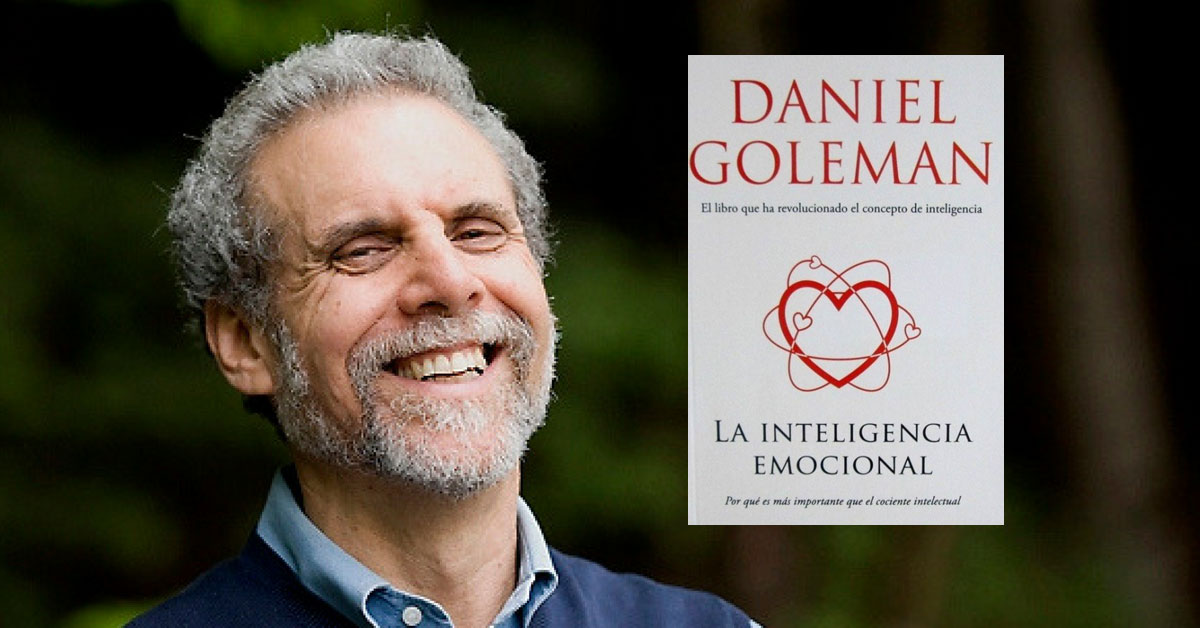 DANIEL
GOLEMAN
El libro que ha revolucionado el concepto de inteligencia
LA INTELIGENCIA
EMOCIONAL
Por qué es más importante que el cociente intelectual